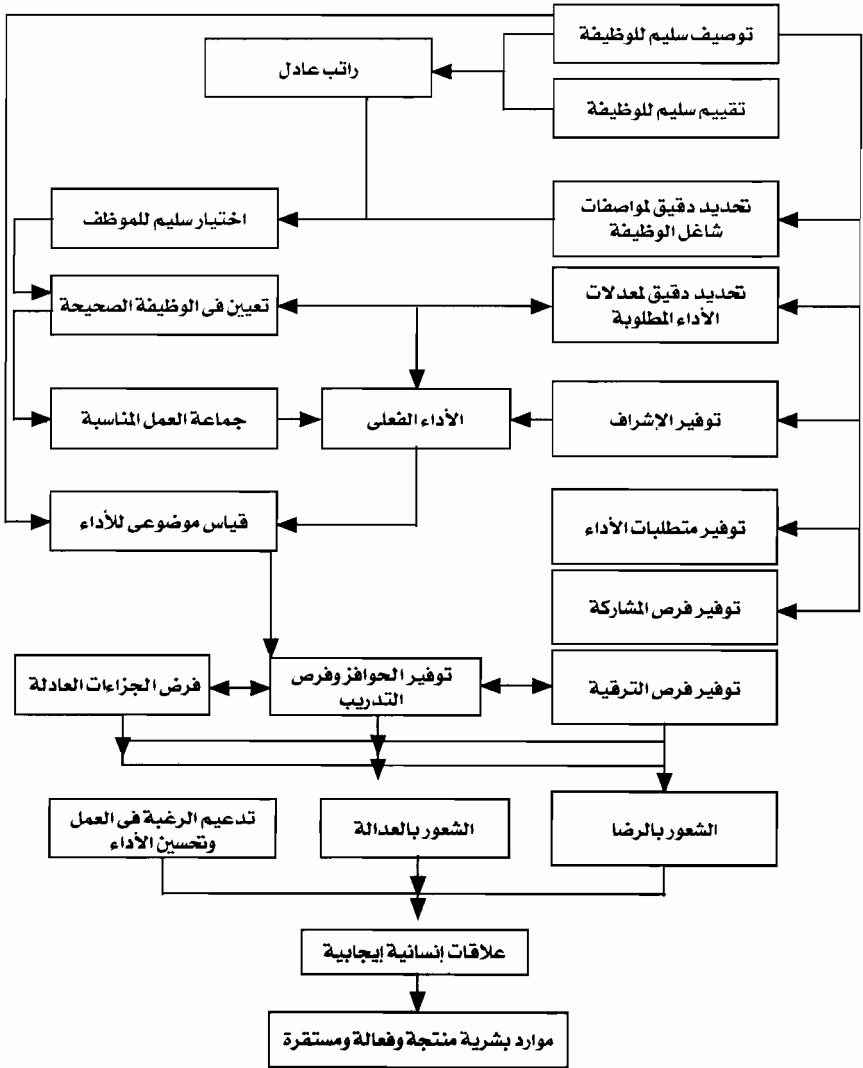 توصيف سليم للوظيفة
راتب عادل
تقييم سليم للوظيفة
تحديد دقيق لمواصفات
شاغل الوظيفة
اختيار سليم للموظف
تحديد دقيق لمعدلات
الأداء المطلوبة
تعيين فى الوظيفة الصحيحة
توفير الإشراف
الأداء الفعلى
جماعة العمل المناسبة
توفير متطلبات الأداء
قياس موضوعى للأداء
توفير فرص المشاركة
توفير فرص الترقية
توفير الحوافز وفرص
التدريب
فرض الجزاءات العادلة
الشعور بالرضا
الشعور بالعدالة
تدعيم الرغبة فى العمل
وتحسين الأداء
علاقات إنسانية إيجابية
موارد بشرية منتجة وفعالة ومستقرة